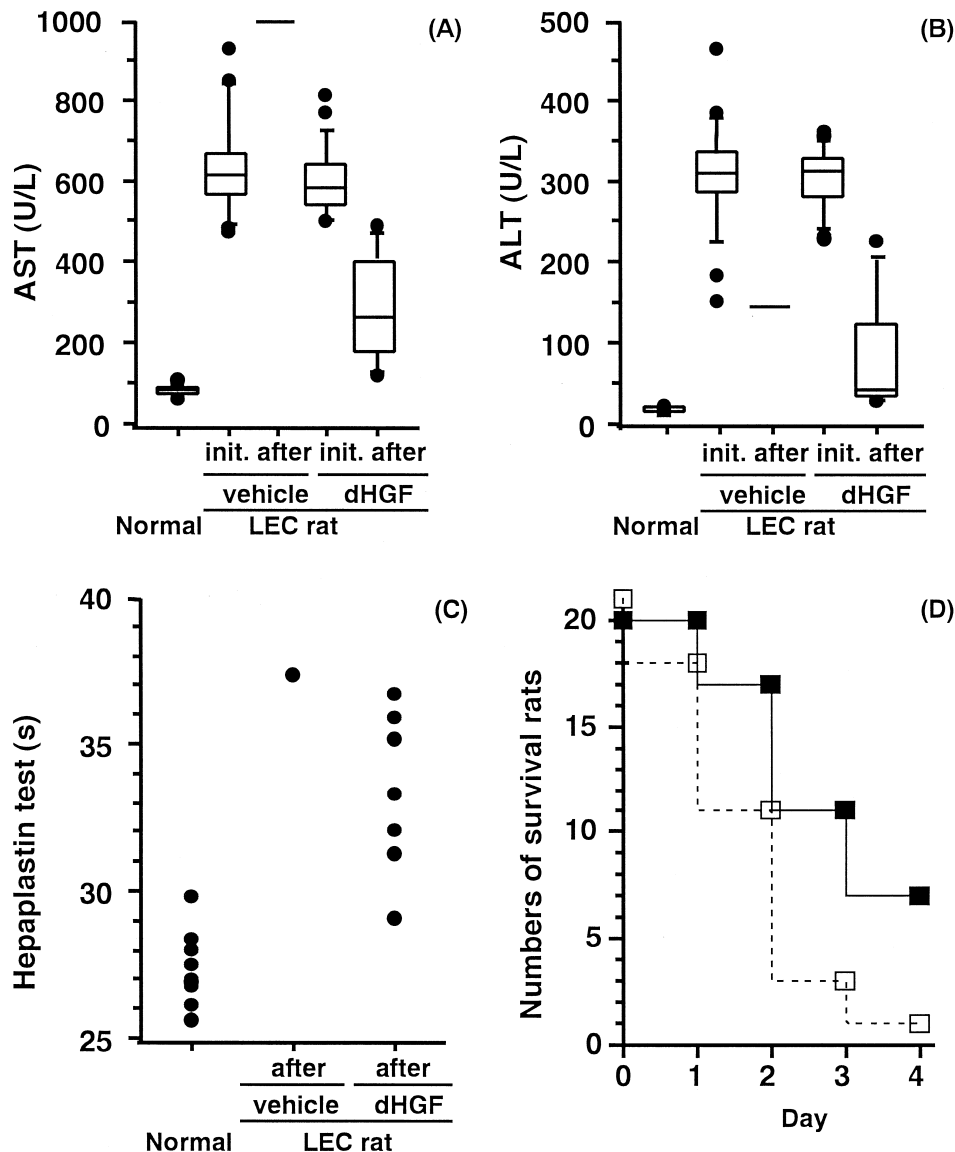 (A)
AST (U/L)
1000
800
600
400
200
0
init. after init. after
vehicle dHGF
Normal LEC rat
(B)
ALT (U/L)
500
400
300
200
100
0
init. after init. after
vehicle dHGF
Normal LEC rat
(C)
Hepaplastin test (s)
40
35
30
25
after after
vehicle dHGF
Normal LEC rat
(D)
Numbers of survival rats
20
15
10
5
0
0 1 2 3 4
Day